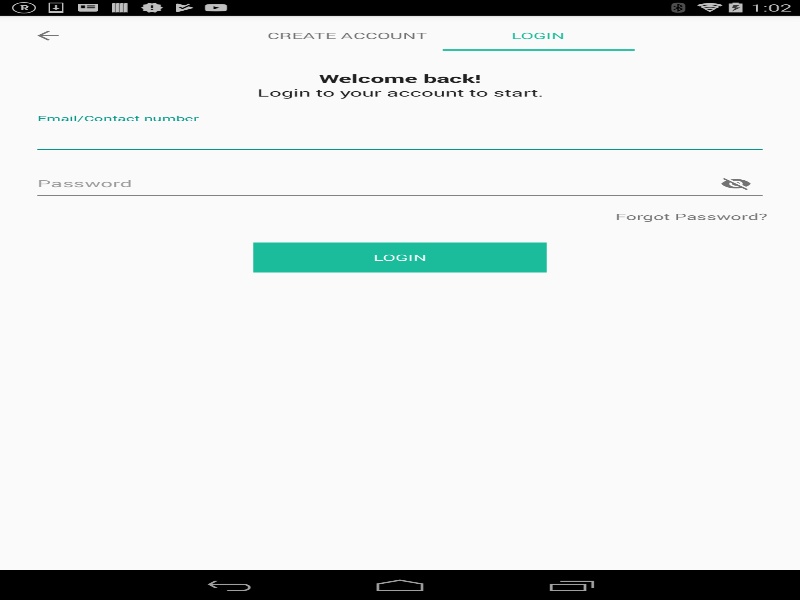 1:02
CREATE ACCOUNT
LOGIN
Welcome back!
Login to your account to start.
Email/Contact number
Password
Forgot Password?
LOGIN